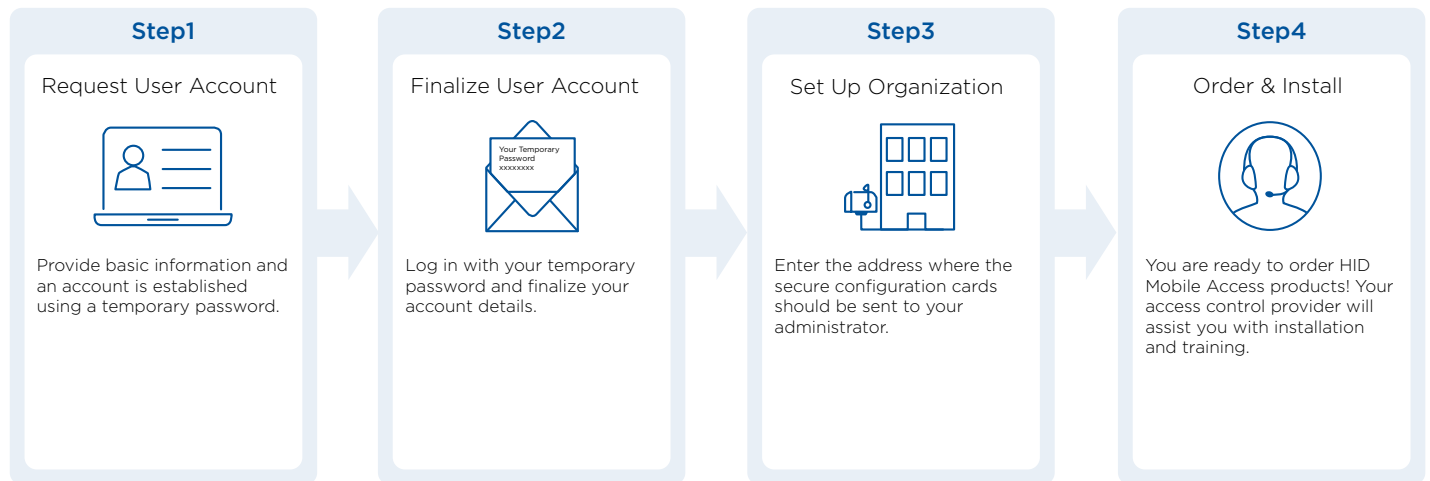 Step1
Request User Account
Provide basic information and
an account is established
using a temporary password.
Step2
Finalize User Account
Your Temporary
Password
xxxxxxxx
Log in with your temporary
password and finalize your
account details.
Step3
Set Up Organization
Enter the address where the
secure configuration cards
should be sent to your
administrator.
Step4
Order & Install
You are ready to order HID
Mobile Access products! Your
access control provider will
assist you with installation
and training.